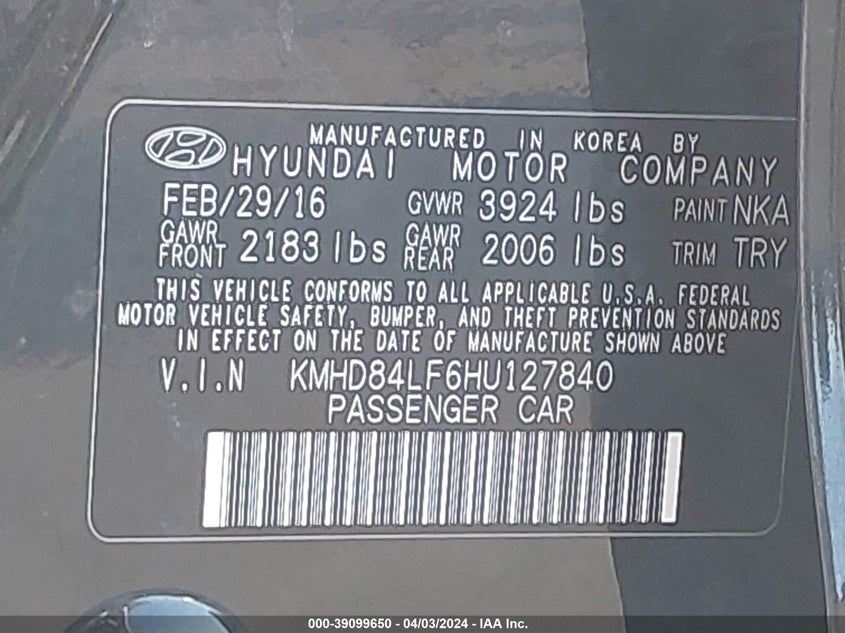 MANUFACTURED IN KOREA BY
HYUNDAI MOTOR COMPANY
FEB/29/16 GVWR 3924 lbs PAINT NKA
GAWR FRONT 2183 lbs GAWR REAR 2006 lbs TRIM TRY
THIS VEHICLE CONFORMS TO ALL APPLICABLE U.S.A. FEDERAL
MOTOR VEHICLE SAFETY, BUMPER, AND THEFT PREVENTION STANDARDS
IN EFFECT ON THE DATE OF MANUFACTURE SHOWN ABOVE
V.I.N KMHD84LF6HU127840
PASSENGER CAR
000-39099650 - 04/03/2024 - IAA Inc.